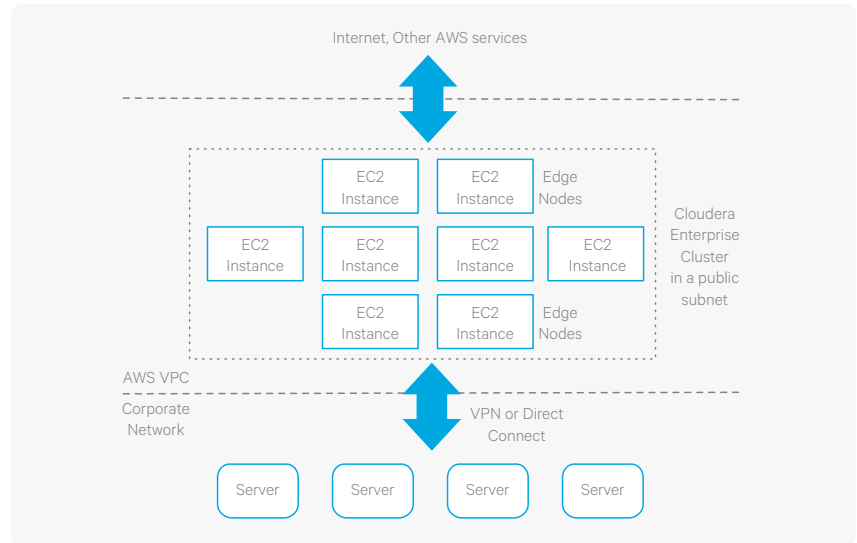 Internet, Other AWS services
EC2
Instance
EC2
Instance
Edge
Nodes
EC2
Instance
EC2
Instance
EC2
Instance
EC2
Instance
Cloudera
Enterprise
Cluster
in a public
subnet
EC2
Instance
EC2
Instance
Edge
Nodes
AWS VPC
Corporate
Network
VPN or Direct
Connect
Server
Server
Server
Server